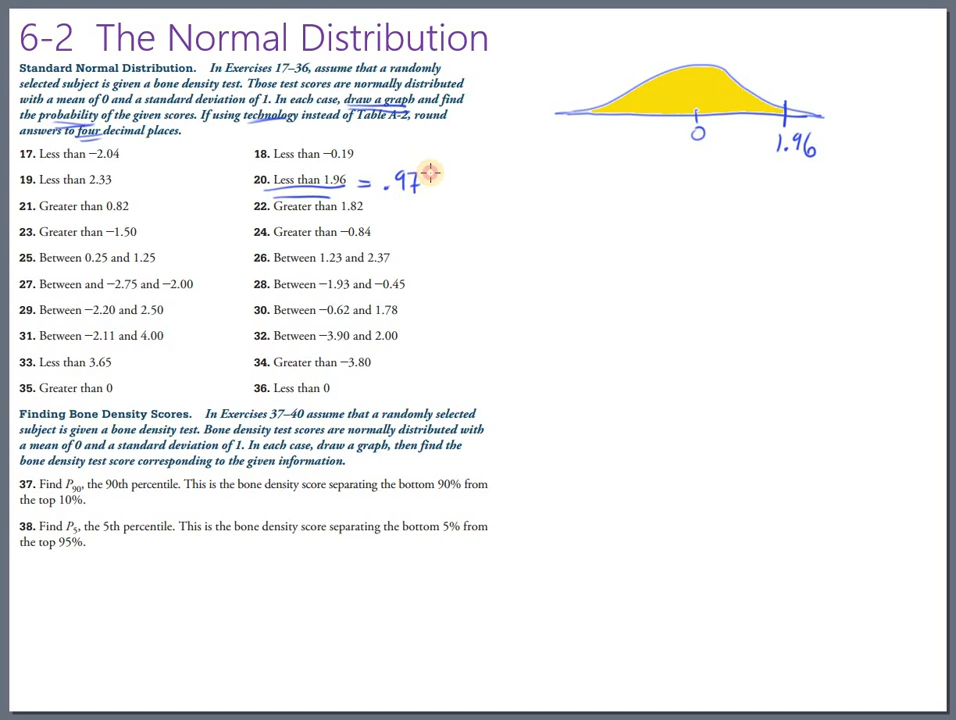 6-2 The Normal Distribution
Standard Normal Distribution. In Exercises 17–36, assume that a randomly
selected subject is given a bone density test. Those test scores are normally distributed
with a mean of 0 and a standard deviation of 1. In each case, draw a graph and find
the probability of the given scores. If using technology instead of Table A-2, round
answers to four decimal places.
0
1.96
17. Less than −2.04
18. Less than −0.19
19. Less than 2.33
20. Less than 1.96 = .97
21. Greater than 0.82
22. Greater than 1.82
23. Greater than −1.50
24. Greater than −0.84
25. Between 0.25 and 1.25
26. Between 1.23 and 2.37
27. Between and −2.75 and −2.00
28. Between −1.93 and −0.45
29. Between −2.20 and 2.50
30. Between −0.62 and 1.78
31. Between −2.11 and 4.00
32. Between −3.90 and 2.00
33. Less than 3.65
34. Greater than −3.80
35. Greater than 0
36. Less than 0
Finding Bone Density Scores. In Exercises 37–40 assume that a randomly selected
subject is given a bone density test. Bone density test scores are normally distributed with
a mean of 0 and a standard deviation of 1. In each case, draw a graph, then find the
bone density test score corresponding to the given information.
37. Find P90, the 90th percentile. This is the bone density score separating the bottom 90% from
the top 10%.
38. Find P5, the 5th percentile. This is the bone density score separating the bottom 5% from
the top 95%.